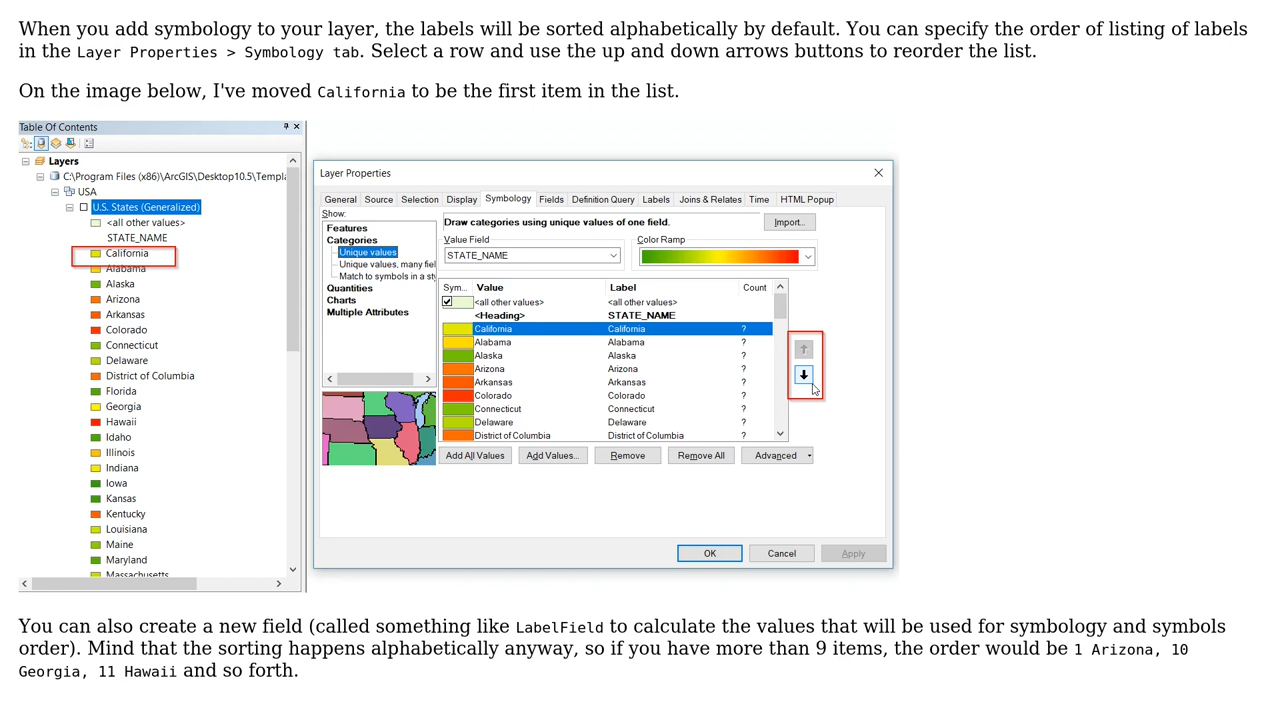 When you add symbology to your layer, the labels will be sorted alphabetically by default. You can specify the order of listing of labels
in the Layer Properties > Symbology tab. Select a row and use the up and down arrows buttons to reorder the list.
On the image below, I've moved California to be the first item in the list.
Table Of Contents
Layers
C:\Program Files (x86)\ArcGIS\Desktop10.5\Templa
USA
U.S. States (Generalized)
<all other values>
STATE_NAME
California
Alabama
Alaska
Arizona
Arkansas
Colorado
Connecticut
Delaware
District of Columbia
Florida
Georgia
Hawaii
Idaho
Illinois
Indiana
Iowa
Kansas
Kentucky
Louisiana
Maine
Maryland
Massachusetts
Layer Properties
General Source Selection Display Symbology Fields Definition Query Labels Joins & Relates Time HTML Popup
Show:
Features
Categories
Unique values
Unique values, many fiel
Match to symbols in a sty
Quantities
Charts
Multiple Attributes
Draw categories using unique values of one field.
Import...
Value Field
STATE_NAME
Color Ramp
Sym... Value Label Count
<all other values> <all other values>
<Heading> STATE_NAME
California California ?
Alabama Alabama ?
Alaska Alaska ?
Arizona Arizona ?
Arkansas Arkansas ?
Colorado Colorado ?
Connecticut Connecticut ?
Delaware Delaware ?
District of Columbia District of Columbia ?
Add All Values Add Values... Remove Remove All Advanced
OK Cancel Apply
You can also create a new field (called something like LabelField to calculate the values that will be used for symbology and symbols
order). Mind that the sorting happens alphabetically anyway, so if you have more than 9 items, the order would be 1 Arizona, 10
Georgia, 11 Hawaii and so forth.